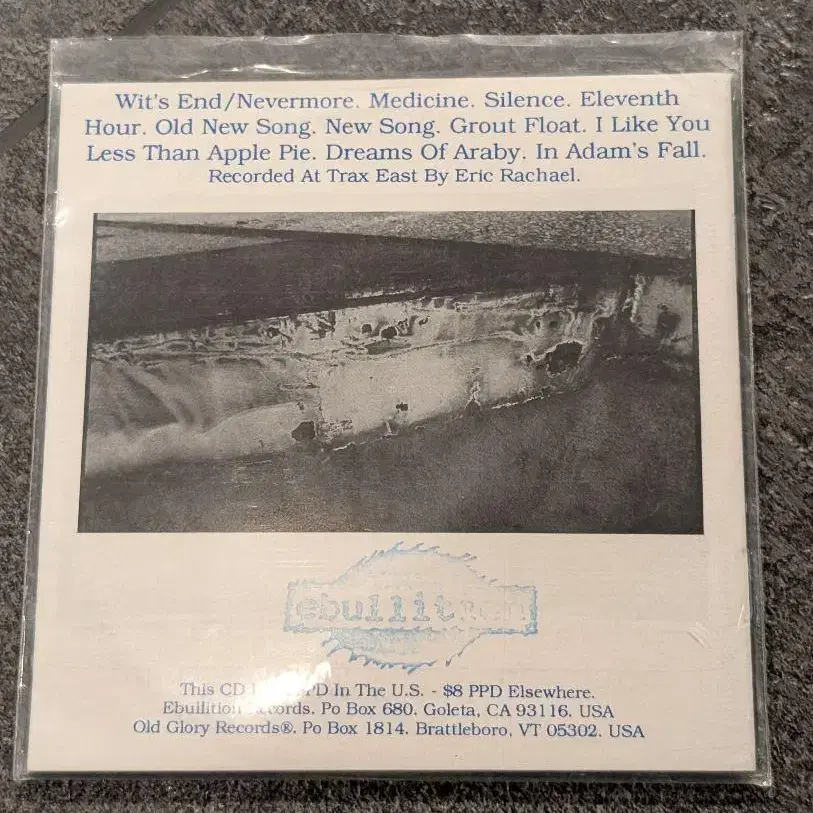 Wit's End/Nevermore. Medicine. Silence. Eleventh
Hour. Old New Song. New Song. Grout Float. I Like You
Less Than Apple Pie. Dreams Of Araby. In Adam's Fall.
Recorded At Trax East By Eric Rachael.
ebullition
This CD In The U.S. - $8 PPD Elsewhere.
Ebullition Records. Po Box 680. Goleta, CA 93116. USA
Old Glory Records®. Po Box 1814. Brattleboro, VT 05302. USA